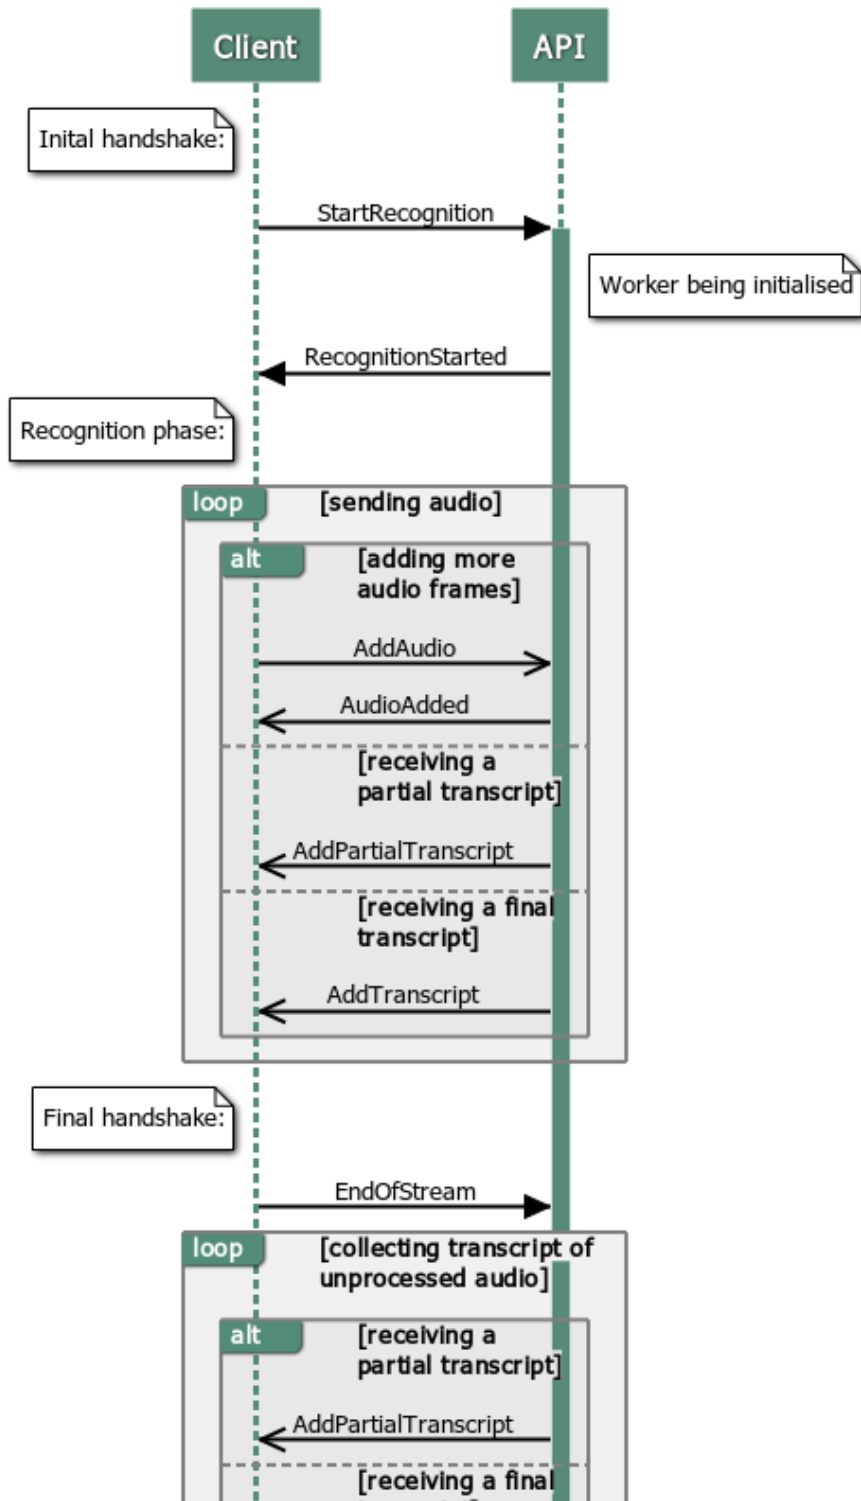 Client
API
Inital handshake:
StartRecognition
Worker being initialised
RecognitionStarted
Recognition phase:
loop
[sending audio]
alt
[adding more
audio frames]
AddAudio
AudioAdded
[receiving a
partial transcript]
AddPartialTranscript
[receiving a final
transcript]
AddTranscript
Final handshake:
EndOfStream
loop
[collecting transcript of
unprocessed audio]
alt
[receiving a
partial transcript]
AddPartialTranscript
[receiving a final